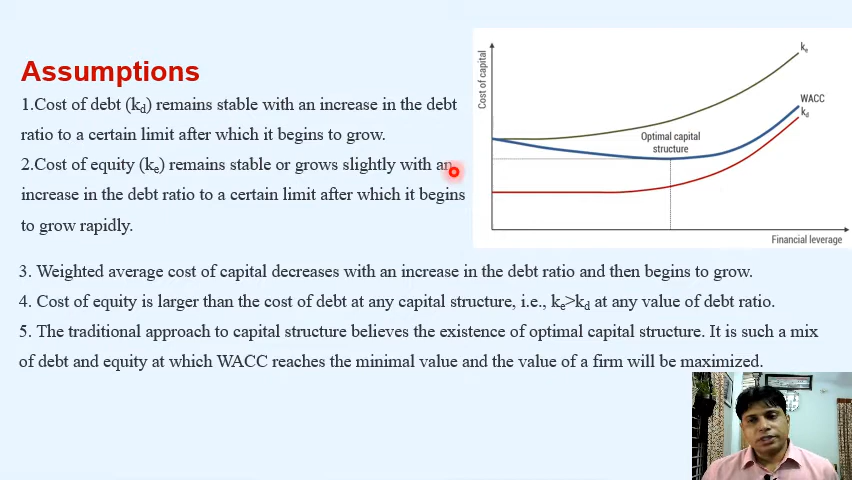 Assumptions
1.Cost of debt (kd) remains stable with an increase in the debt
ratio to a certain limit after which it begins to grow.
2.Cost of equity (ke) remains stable or grows slightly with an
increase in the debt ratio to a certain limit after which it begins
to grow rapidly.
Cost of capital
ke
WACC
kd
Optimal capital
structure
Financial leverage
3. Weighted average cost of capital decreases with an increase in the debt ratio and then begins to grow.
4. Cost of equity is larger than the cost of debt at any capital structure, i.e., ke>kd at any value of debt ratio.
5. The traditional approach to capital structure believes the existence of optimal capital structure. It is such a mix
of debt and equity at which WACC reaches the minimal value and the value of a firm will be maximized.